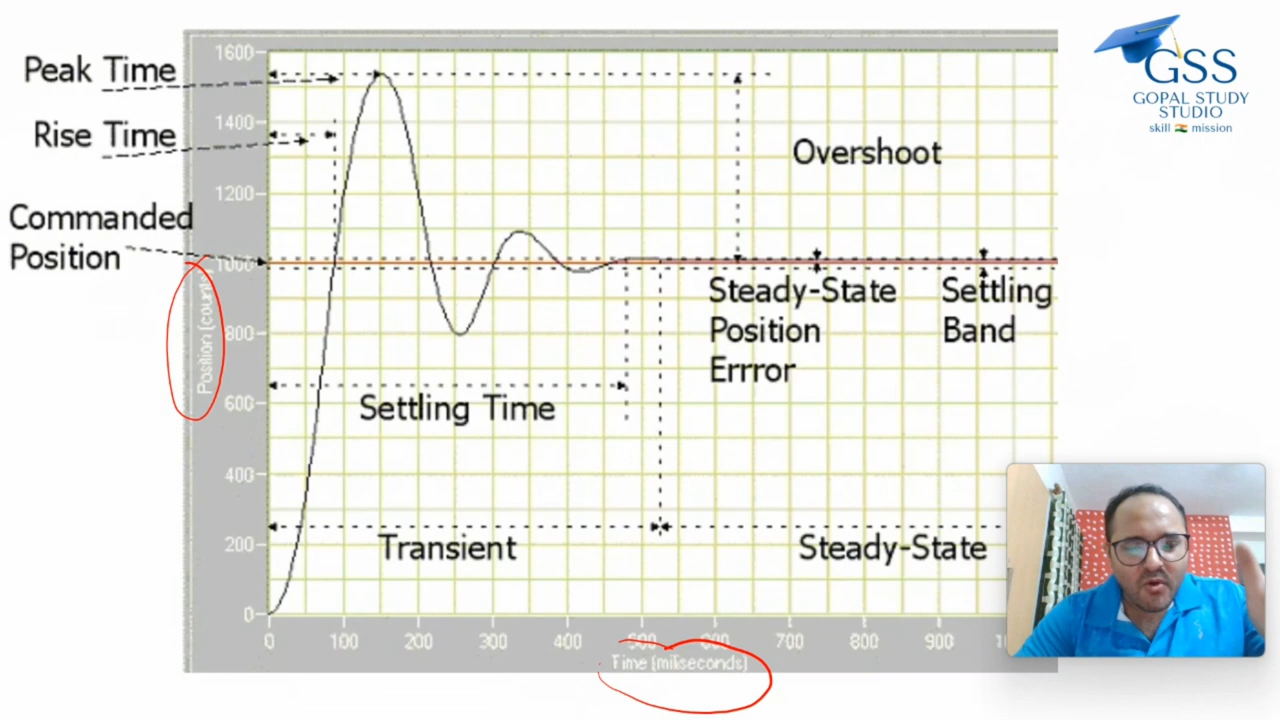 GSS
GOPAL STUDY
STUDIO
skill mission
Peak Time
Rise Time
Commanded
Position
1600
1400
1200
1000
800
600
400
200
0
Position (counts)
Overshoot
Steady-State
Position
Errror
Settling
Band
Settling Time
Transient
Steady-State
0
100
200
300
400
500
600
700
800
900
Time (miliseconds)